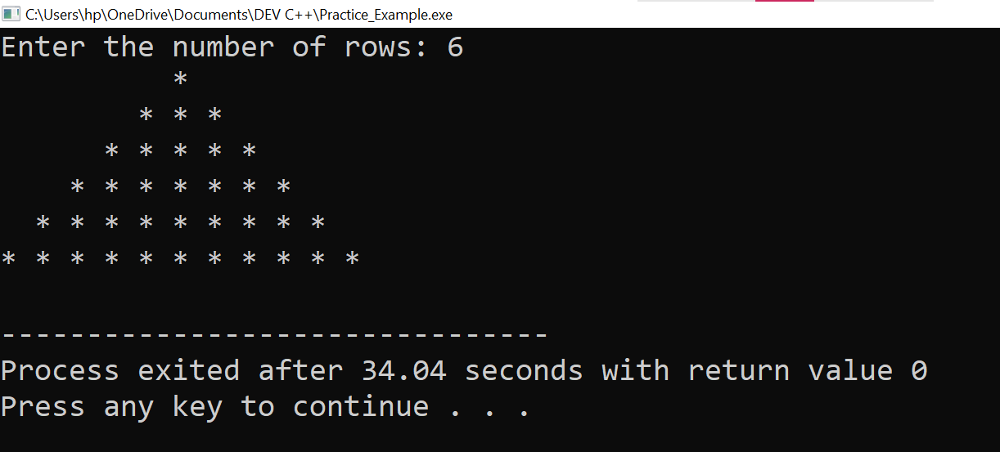 C:\Users\hp\OneDrive\Documents\DEV C++\Practice_Example.exe
Enter the number of rows: 6
          *
        * * *
      * * * * *
    * * * * * * *
  * * * * * * * * *
* * * * * * * * * * *
--------------------------------
Process exited after 34.04 seconds with return value 0
Press any key to continue . . .